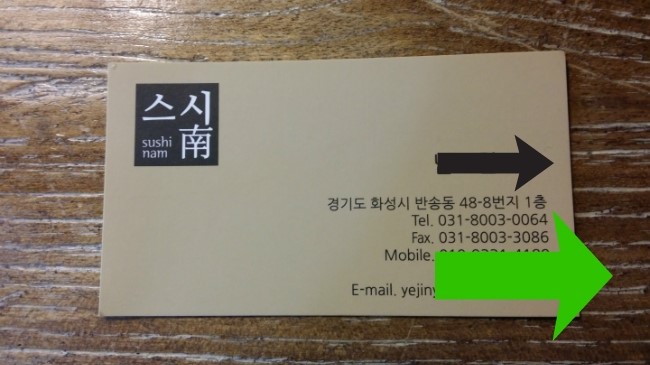 스시
sushi 南
nam
경기도 화성시 반송동 48-8번지 1층
Tel. 031-8003-0064
Fax. 031-8003-3086
Mobile.
E-mail.